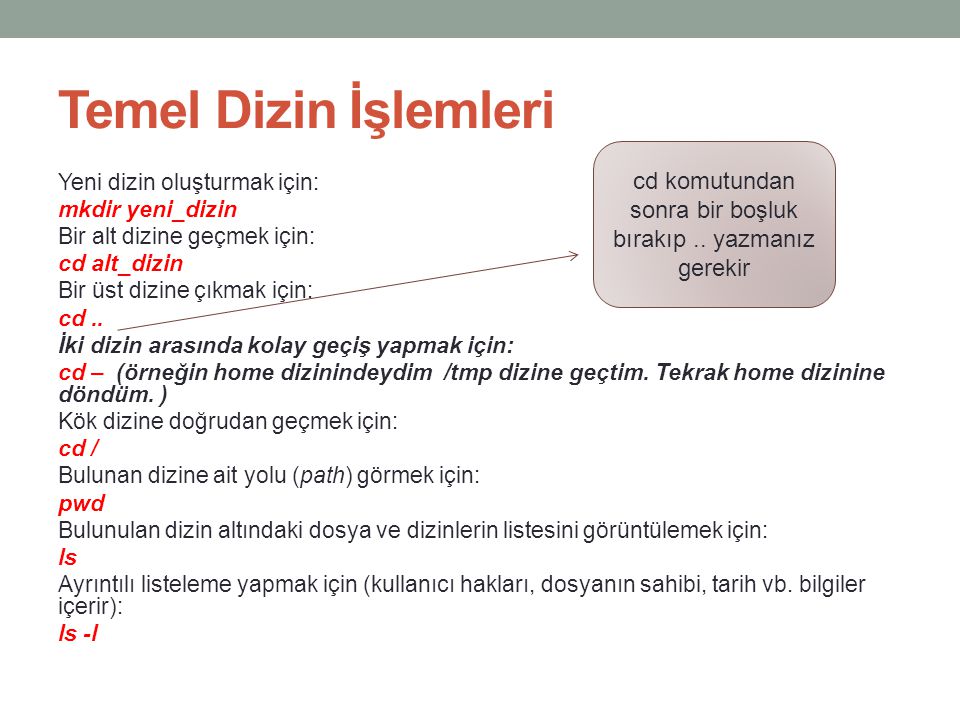 Temel Dizin İşlemleri
Yeni dizin oluşturmak için:
mkdir yeni_dizin
Bir alt dizine geçmek için:
cd alt_dizin
Bir üst dizine çıkmak için:
cd ..
İki dizin arasında kolay geçiş yapmak için:
cd – (örneğin home dizinindeydim /tmp dizine geçtim. Tekrak home dizinine
döndüm. )
Kök dizine doğrudan geçmek için:
cd /
Bulunan dizine ait yolu (path) görmek için:
pwd
Bulunulan dizin altındaki dosya ve dizinlerin listesini görüntülemek için:
ls
Ayrıntılı listeleme yapmak için (kullanıcı hakları, dosyanın sahibi, tarih vb. bilgiler
içerir):
ls -l
cd komutundan
sonra bir boşluk
bırakıp .. yazmanız
gerekir